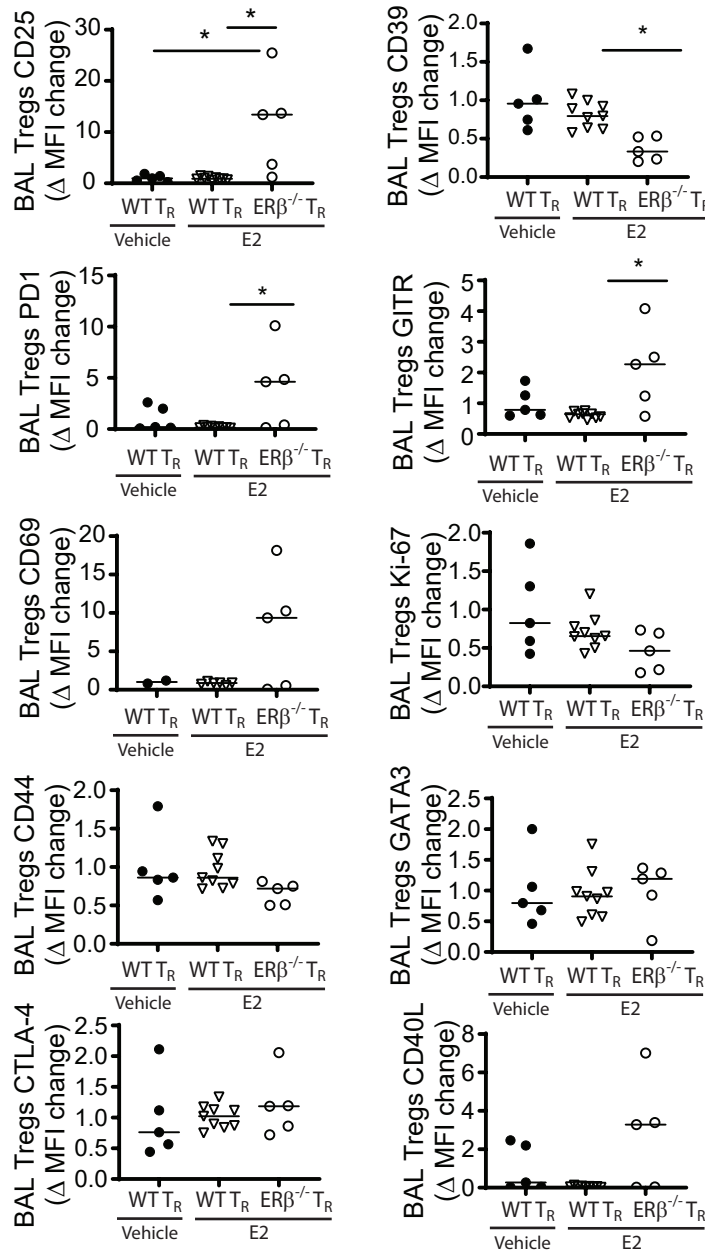 BAL Tregs CD25
(Δ MFI change)
30
20
10
0
*
*
WT TR
WT TR
ERβ-/- TR
Vehicle
E2
BAL Tregs CD39
(Δ MFI change)
2.0
1.5
1.0
0.5
0.0
*
WT TR
WT TR
ERβ-/- TR
Vehicle
E2
BAL Tregs PD1
(Δ MFI change)
15
10
5
0
*
WT TR
WT TR
ERβ-/- TR
Vehicle
E2
BAL Tregs GITR
(Δ MFI change)
5
4
3
2
1
0
*
WT TR
WT TR
ERβ-/- TR
Vehicle
E2
BAL Tregs CD69
(Δ MFI change)
20
15
10
5
0
WT TR
WT TR
ERβ-/- TR
Vehicle
E2
BAL Tregs Ki-67
(Δ MFI change)
2.0
1.5
1.0
0.5
0.0
WT TR
WT TR
ERβ-/- TR
Vehicle
E2
BAL Tregs CD44
(Δ MFI change)
2.0
1.5
1.0
0.5
0.0
WT TR
WT TR
ERβ-/- TR
Vehicle
E2
BAL Tregs GATA3
(Δ MFI change)
2.5
2.0
1.5
1.0
0.5
0.0
WT TR
WT TR
ERβ-/- TR
Vehicle
E2
BAL Tregs CTLA-4
(Δ MFI change)
2.5
2.0
1.5
1.0
0.5
0.0
WT TR
WT TR
ERβ-/- TR
Vehicle
E2
BAL Tregs CD40L
(Δ MFI change)
8
6
4
2
0
WT TR
WT TR
ERβ-/- TR
Vehicle
E2